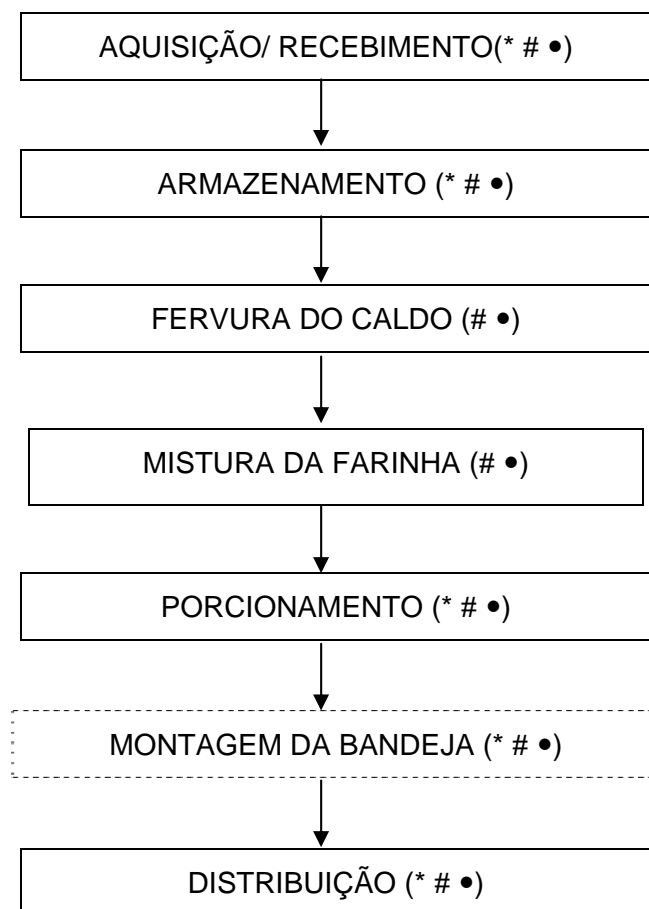 AQUISIÇÃO/ RECEBIMENTO(* # ●)
ARMAZENAMENTO (* # ●)
FERVURA DO CALDO (# ●)
MISTURA DA FARINHA (# ●)
PORCIONAMENTO (* # ●)
MONTAGEM DA BANDEJA (* # ●)
DISTRIBUIÇÃO (* # ●)